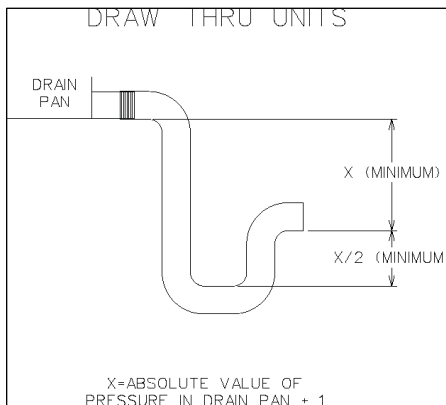 DRAW THRU UNITS
DRAIN
PAN
X (MINIMUM)
X/2 (MINIMUM
X=ABSOLUTE VALUE OF
PRESSURE IN DRAIN PAN + 1